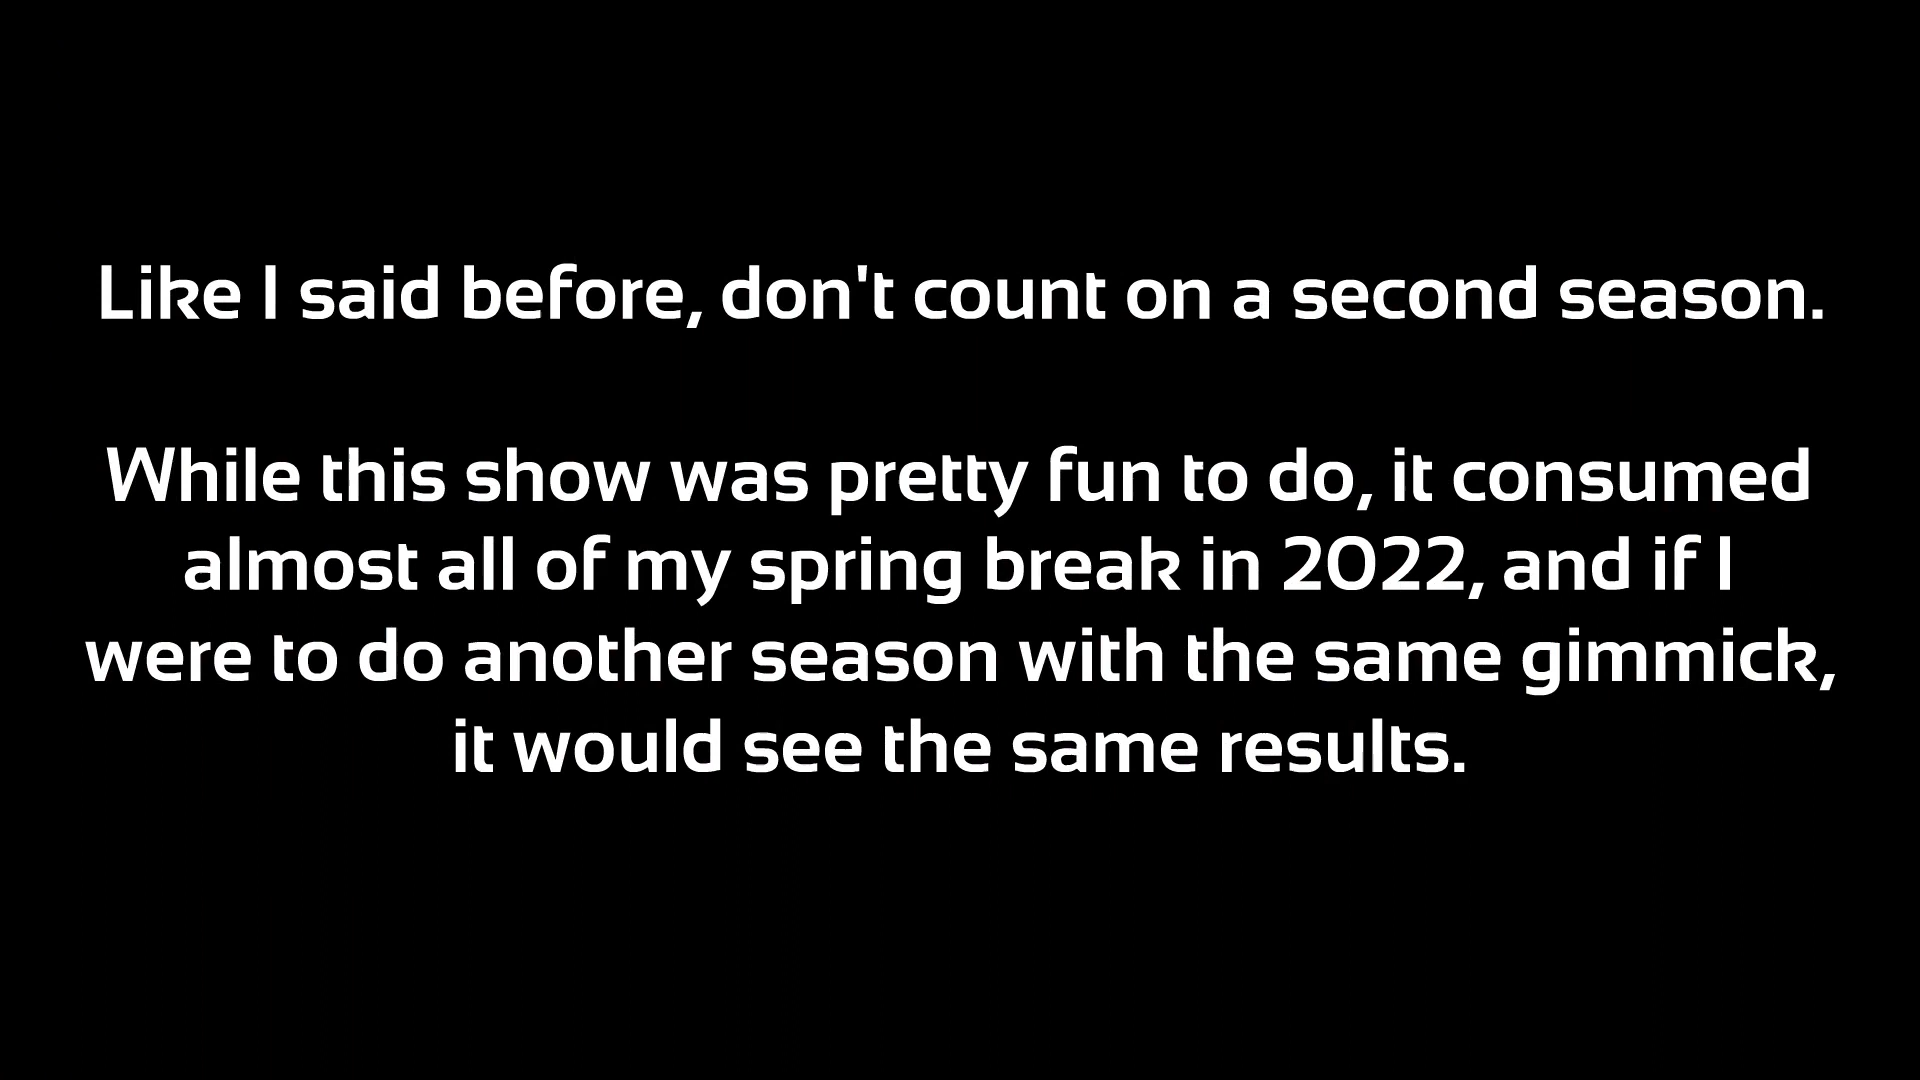 Like I said before, don't count on a second season.
While this show was pretty fun to do, it consumed
almost all of my spring break in 2022, and if I
were to do another season with the same gimmick,
it would see the same results.